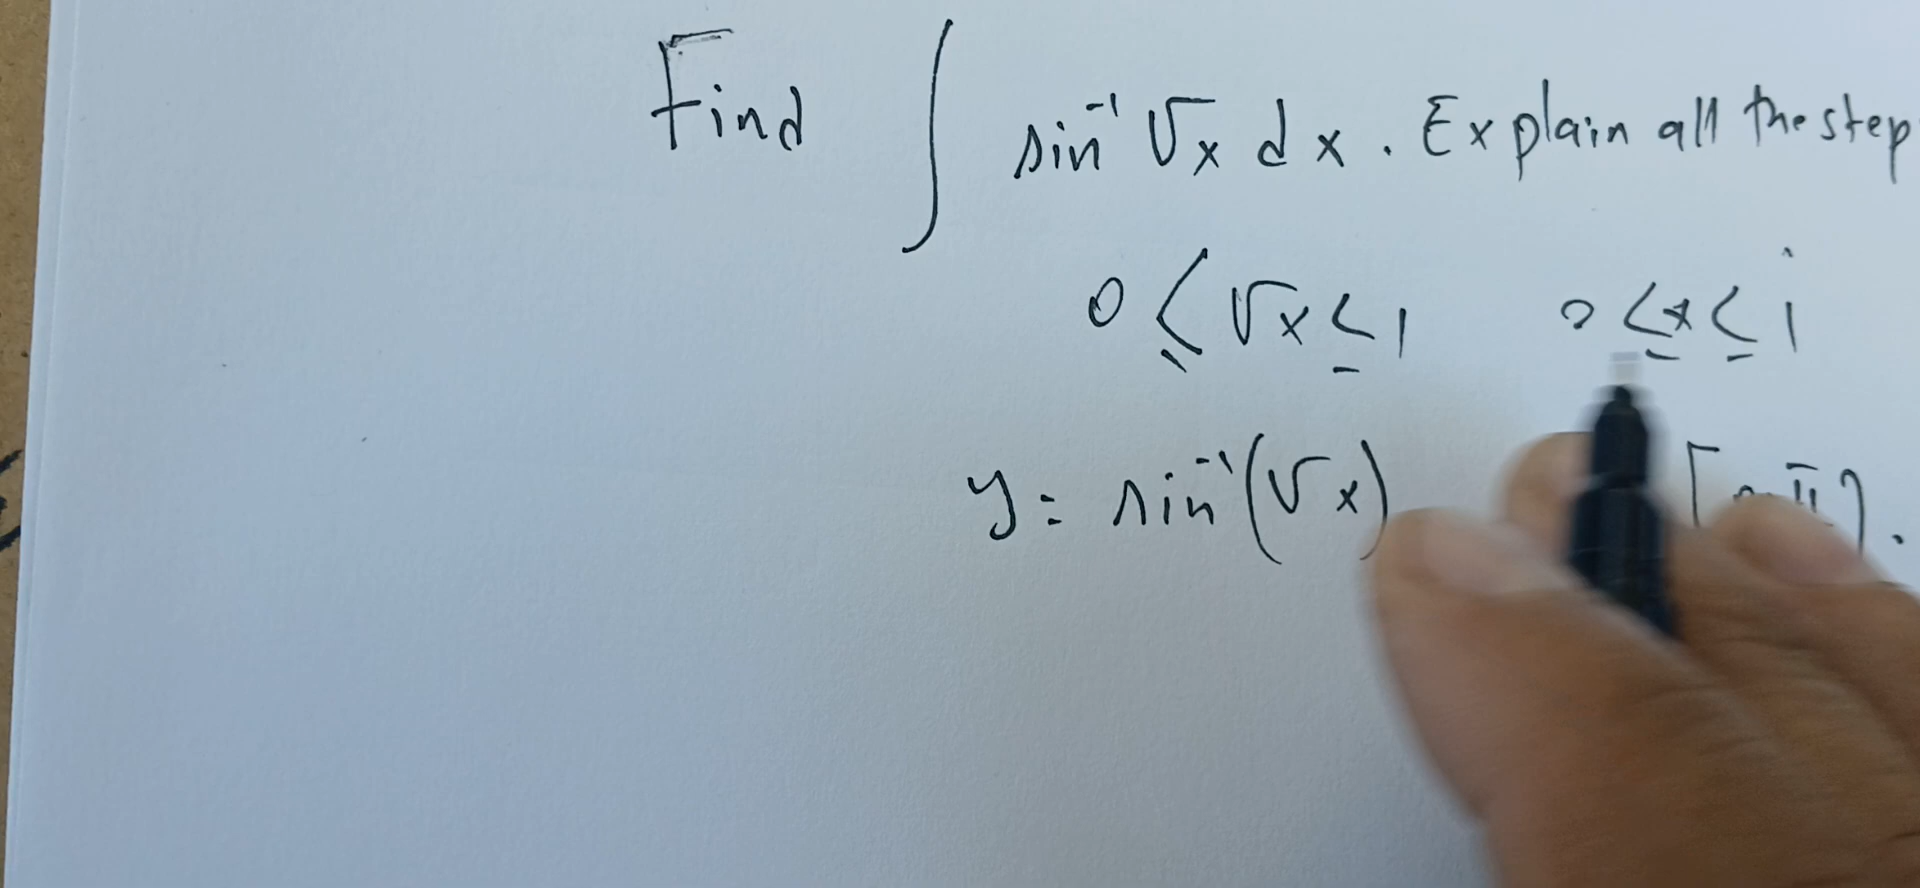 Find ∫ sin⁻¹ √x dx. Explain all the step
0 ≤ √x ≤ 1 0 ≤ x ≤ 1
y = sin⁻¹(√x)